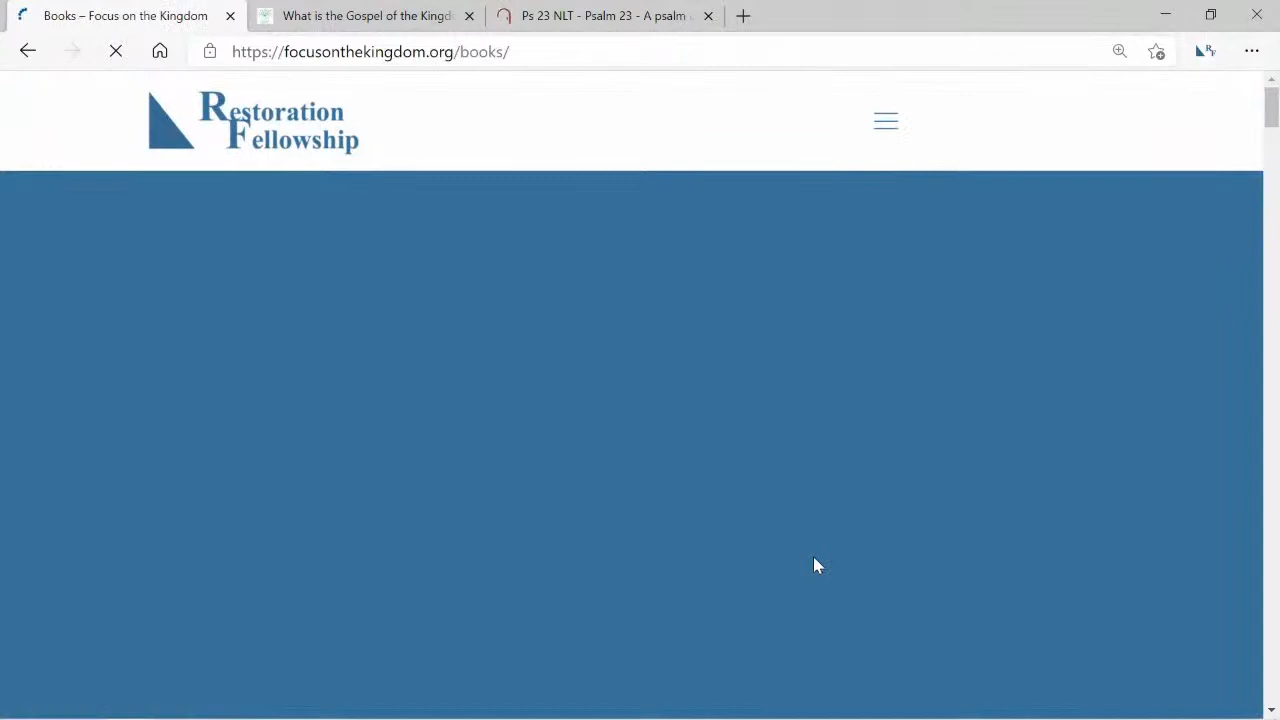 Books – Focus on the Kingdom
What is the Gospel of the Kingd
Ps 23 NLT - Psalm 23 - A psalm
https://focusonthekingdom.org/books/
RF
Restoration
Fellowship